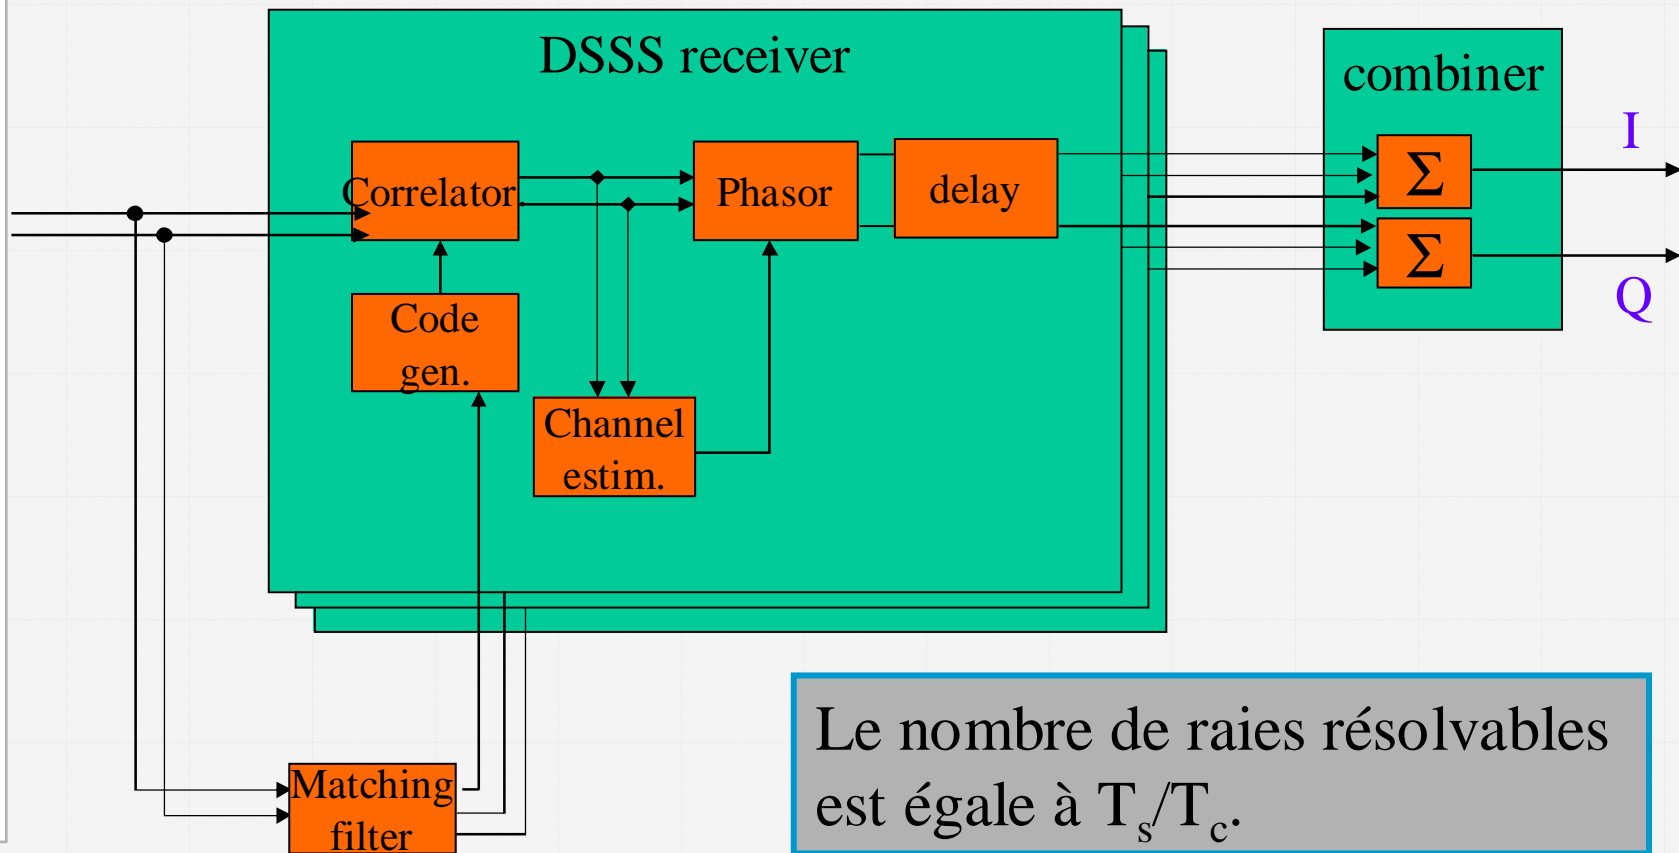 DSSS receiver
combiner
I
Correlator
Phasor
delay
Σ
Σ
Q
Code
gen.
Channel
estim.
Matching
filter
Le nombre de raies résolvables
est égale à Ts/Tc.